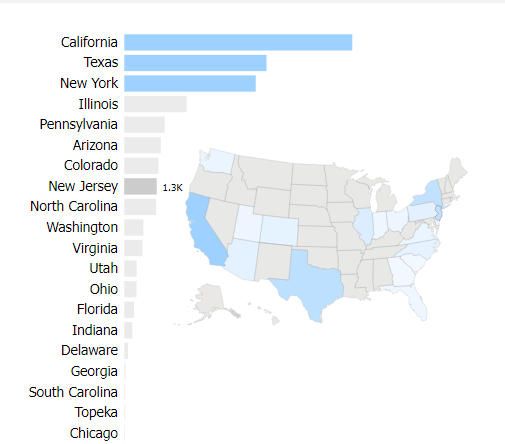 California
Texas
New York
Illinois
Pennsylvania
Arizona
Colorado
New Jersey 1.3K
North Carolina
Washington
Virginia
Utah
Ohio
Florida
Indiana
Delaware
Georgia
South Carolina
Topeka
Chicago